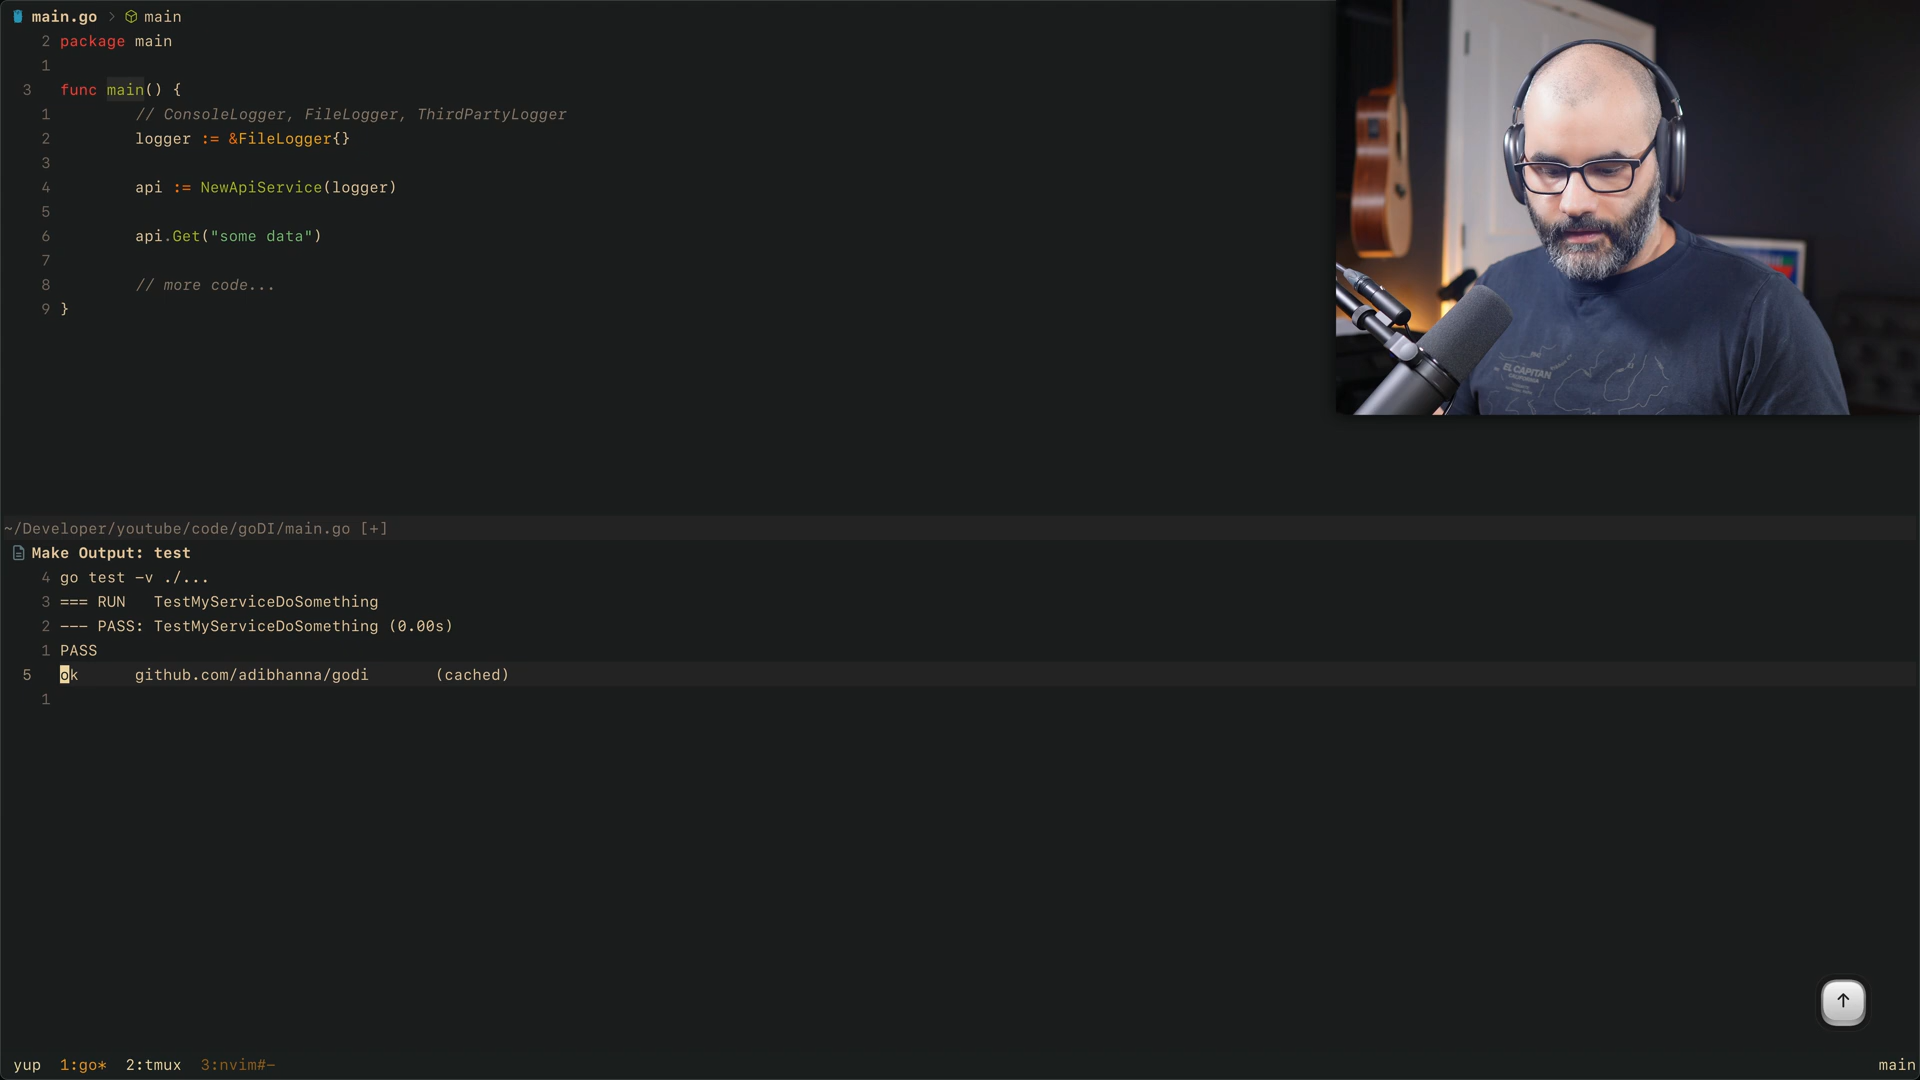 main.go > main
2 package main
1
3 func main() {
1 // ConsoleLogger, FileLogger, ThirdPartyLogger
2 logger := &FileLogger{}
3
4 api := NewApiService(logger)
5
6 api.Get("some data")
7
8 // more code...
9 }
EL CAPITAN
CALIFORNIA
~/Developer/youtube/code/goDI/main.go [+]
Make Output: test
4 go test -v ./...
3 === RUN   TestMyServiceDoSomething
2 --- PASS: TestMyServiceDoSomething (0.00s)
1 PASS
5 ok      github.com/adibhanna/godi       (cached)
1
↑
yup  1:go*  2:tmux  3:nvim#-
main